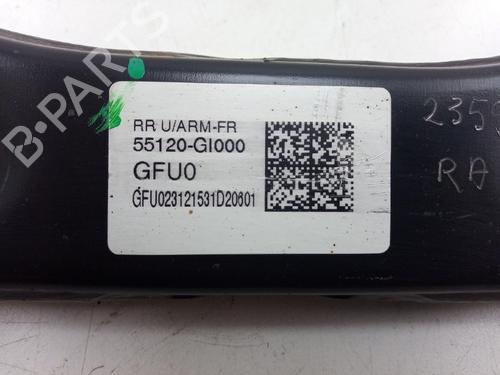 B-PARTS
RR U/ARM-FR
55120-GI000
GFU0
GFU023121531D20601
235
RA